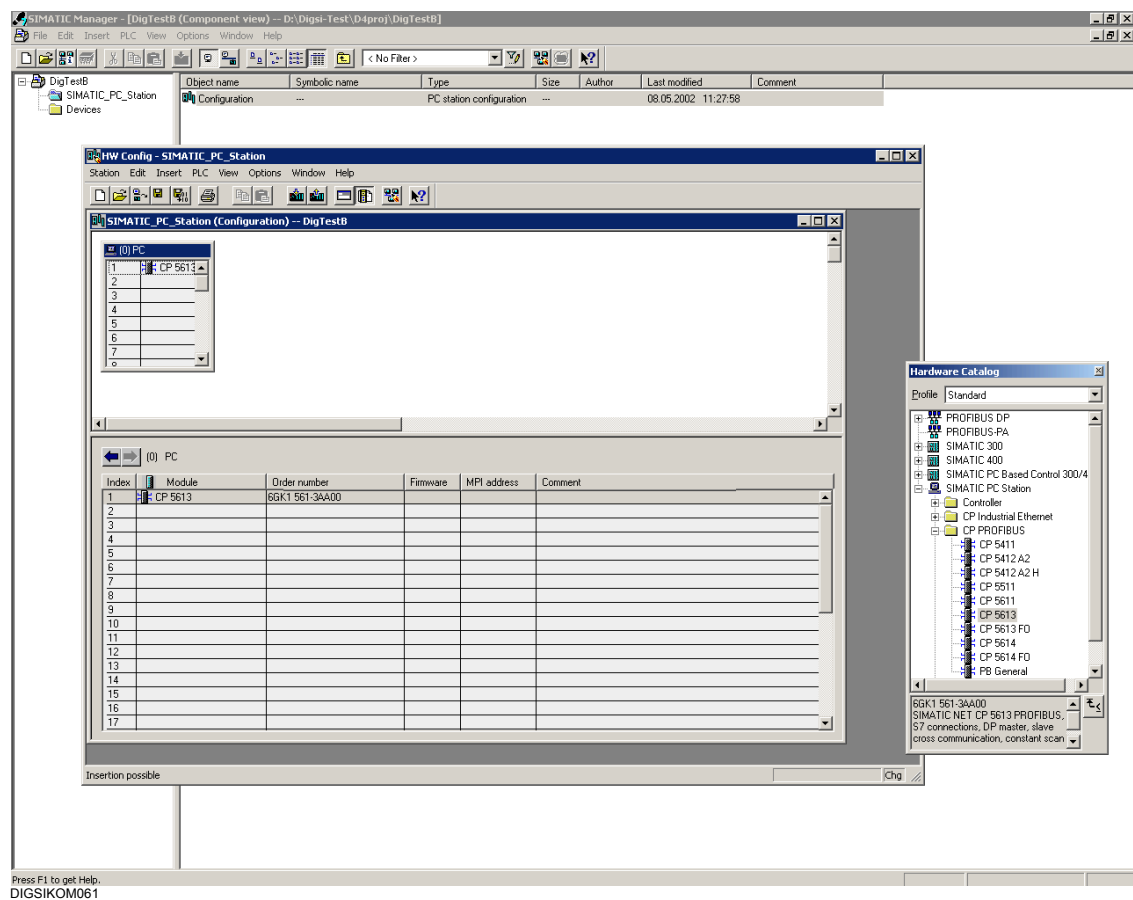 SIMATIC Manager - [DigTestB (Component view) -- D:\Digsi-Test\D4proj\DigTestB]
File Edit Insert PLC View Options Window Help
< No Filter >
DigTestB
SIMATIC_PC_Station
Devices
Object name Symbolic name Type Size Author Last modified Comment
Configuration --- PC station configuration --- 08.05.2002 11:27:58
HW Config - SIMATIC_PC_Station
Station Edit Insert PLC View Options Window Help
SIMATIC_PC_Station (Configuration) -- DigTestB
(0) PC
1 CP 5613
2
3
4
5
6
7
(0) PC
Index Module Order number Firmware MPI address Comment
1 CP 5613 6GK1 561-3AA00
2
3
4
5
6
7
8
9
10
11
12
13
14
15
16
17
Insertion possible
Chg
Hardware Catalog
Profile Standard
PROFIBUS DP
PROFIBUS-PA
SIMATIC 300
SIMATIC 400
SIMATIC PC Based Control 300/4
SIMATIC PC Station
Controller
CP Industrial Ethernet
CP PROFIBUS
CP 5411
CP 5412 A2
CP 5412 A2 H
CP 5511
CP 5611
CP 5613
CP 5613 FO
CP 5614
CP 5614 FO
PB General
6GK1 561-3AA00
SIMATIC NET CP 5613 PROFIBUS,
S7 connections, DP master, slave
cross communication, constant scan
Press F1 to get Help.
DIGSIKOM061